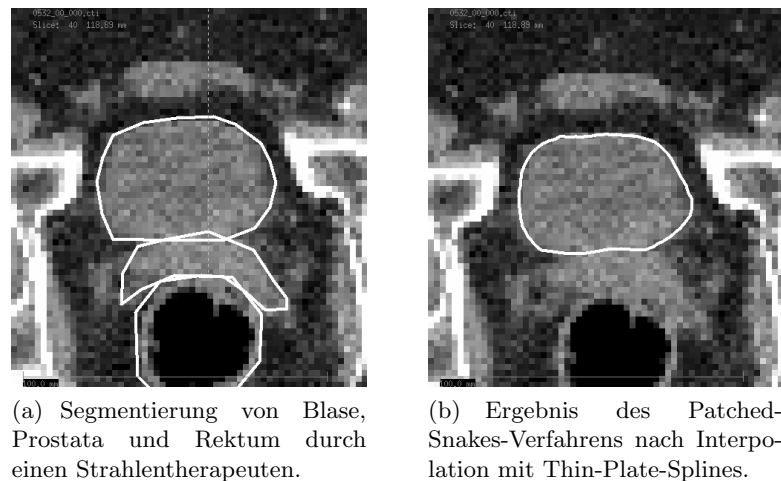 0532_00_000.cti
Slice: 40 118.89 mm
100.0 mm
(a) Segmentierung von Blase,
Prostata und Rektum durch
einen Strahlentherapeuten.
0532_00_000.cti
Slice: 40 118.89 mm
100.0 mm
(b) Ergebnis des Patched-
Snakes-Verfahrens nach Interpo-
lation mit Thin-Plate-Splines.